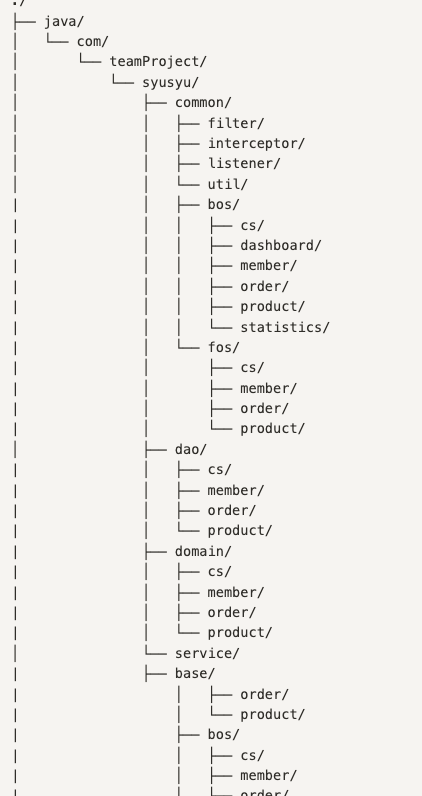 ./
├── java/
│   └── com/
│       └── teamProject/
│           └── syusyu/
│               ├── common/
│               │   ├── filter/
│               │   ├── interceptor/
│               │   ├── listener/
│               │   └── util/
│               │   ├── bos/
│               │   │   ├── cs/
│               │   │   ├── dashboard/
│               │   │   ├── member/
│               │   │   ├── order/
│               │   │   ├── product/
│               │   │   └── statistics/
│               │   └── fos/
│               │       ├── cs/
│               │       ├── member/
│               │       ├── order/
│               │       └── product/
│               ├── dao/
│               │   ├── cs/
│               │   ├── member/
│               │   ├── order/
│               │   └── product/
│               ├── domain/
│               │   ├── cs/
│               │   ├── member/
│               │   ├── order/
│               │   └── product/
│               └── service/
│               ├── base/
│                   │   ├── order/
│                   │   └── product/
│                   ├── bos/
│                   │   ├── cs/
│                   │   ├── member/
│                   │   ├── order/